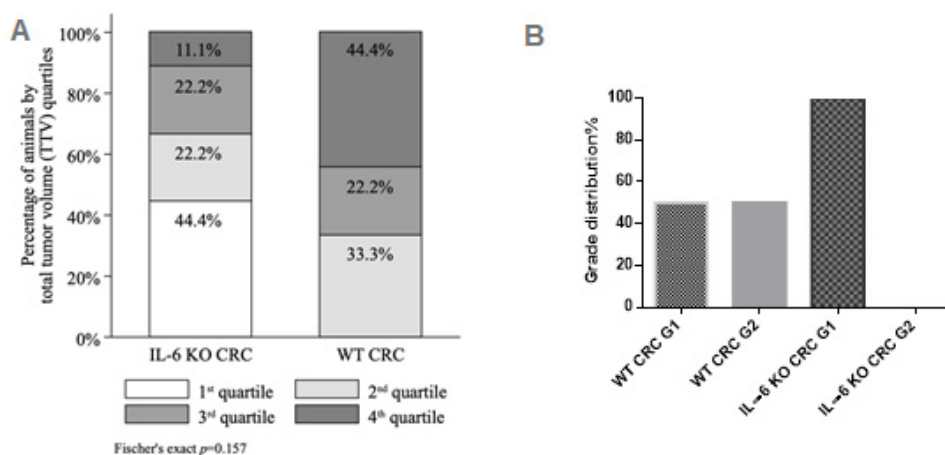 A
Percentage of animals by
total tumor volume (TTV) quartiles
100%
80%
60%
40%
20%
0%
11.1%
22.2%
22.2%
44.4%
44.4%
22.2%
33.3%
IL-6 KO CRC
WT CRC
1st quartile
2nd quartile
3rd quartile
4th quartile
Fischer's exact p=0.157
B
Grade distribution%
100
80
60
40
20
0
WT CRC G1
WT CRC G2
IL-6 KO CRC G1
IL-6 KO CRC G2